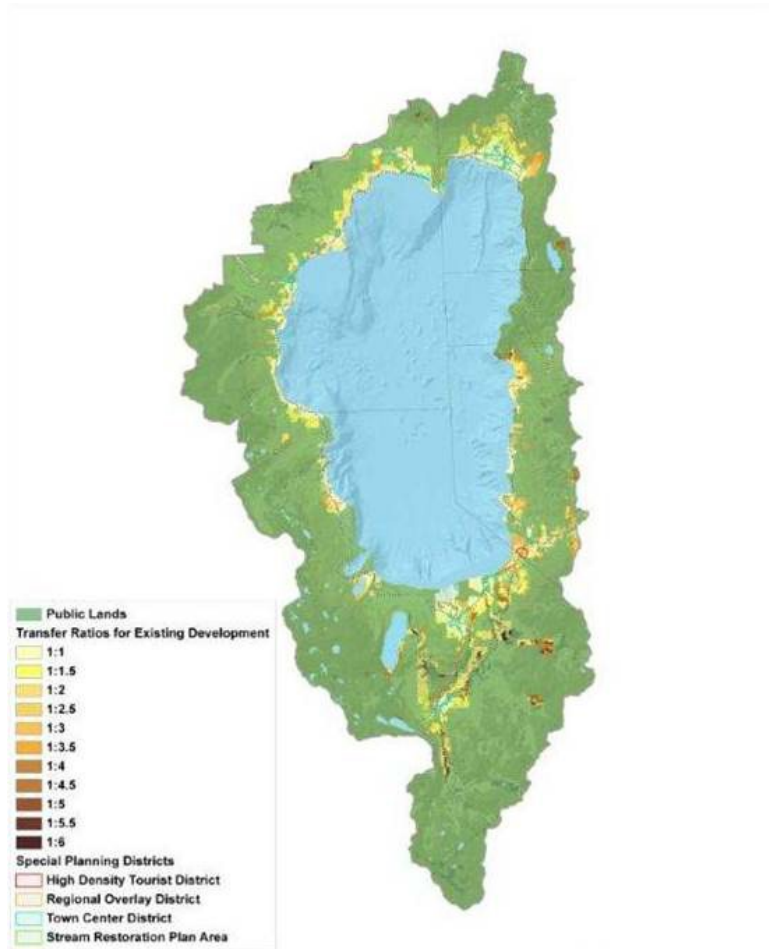 Public Lands
Transfer Ratios for Existing Development
1:1
1:1.5
1:2
1:2.5
1:3
1:3.5
1:4
1:4.5
1:5
1:5.5
1:6
Special Planning Districts
High Density Tourist District
Regional Overlay District
Town Center District
Stream Restoration Plan Area